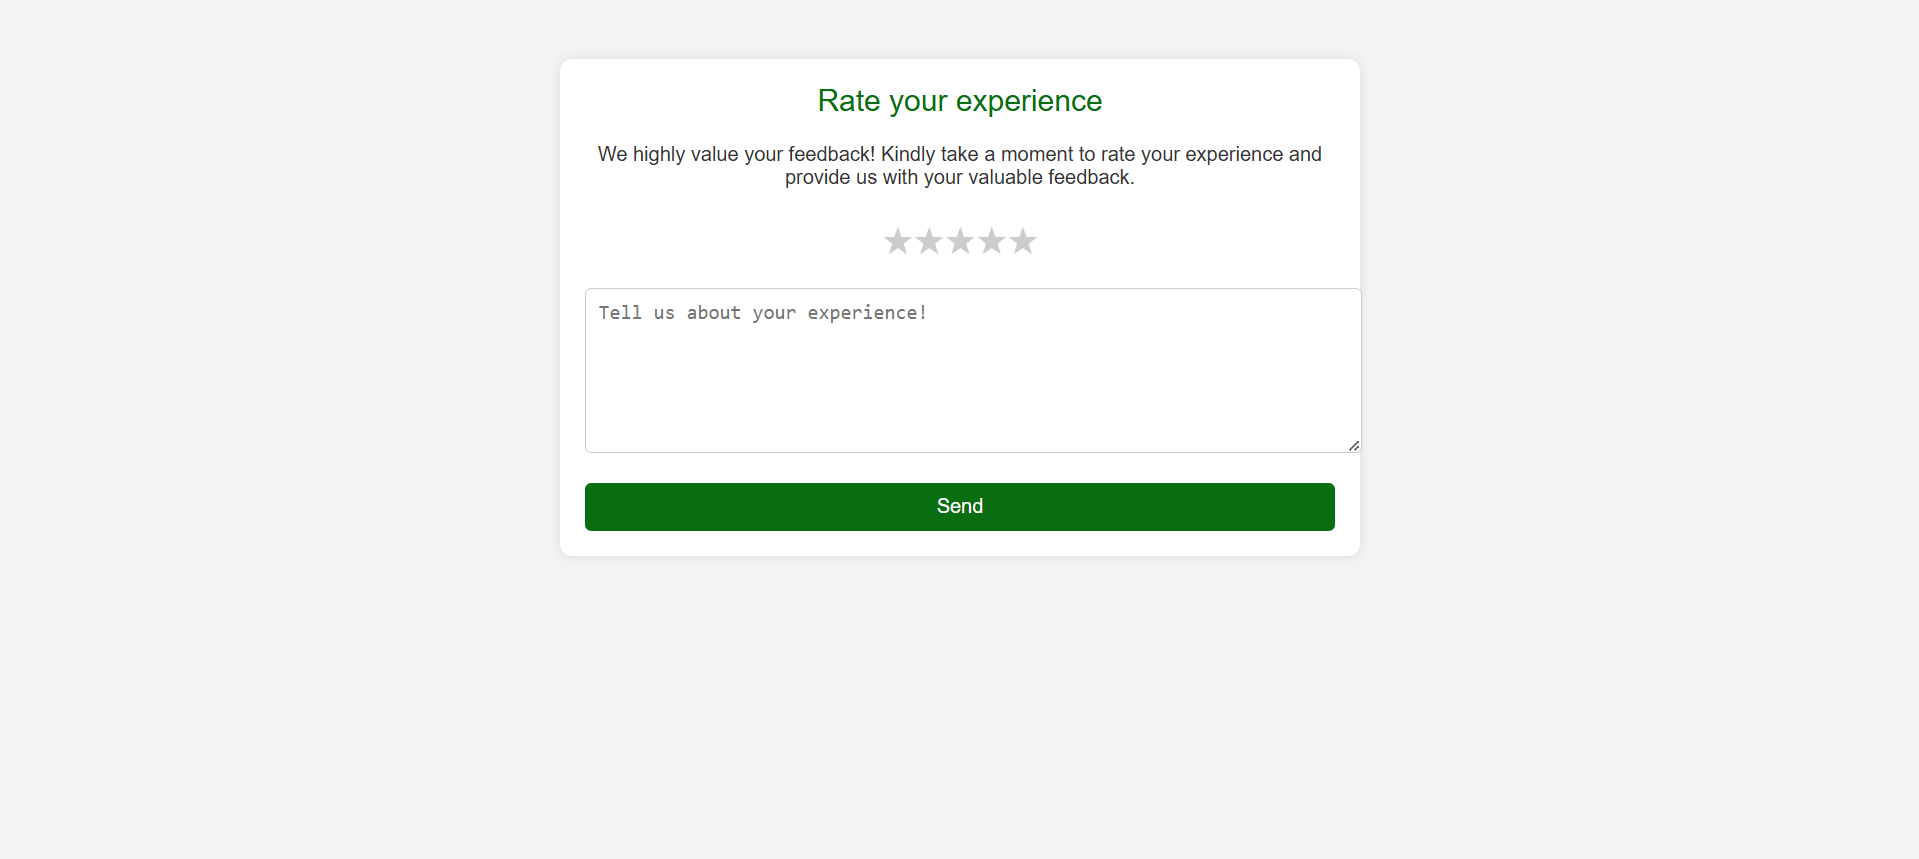 Rate your experience
We highly value your feedback! Kindly take a moment to rate your experience and
provide us with your valuable feedback.
Tell us about your experience!
Send